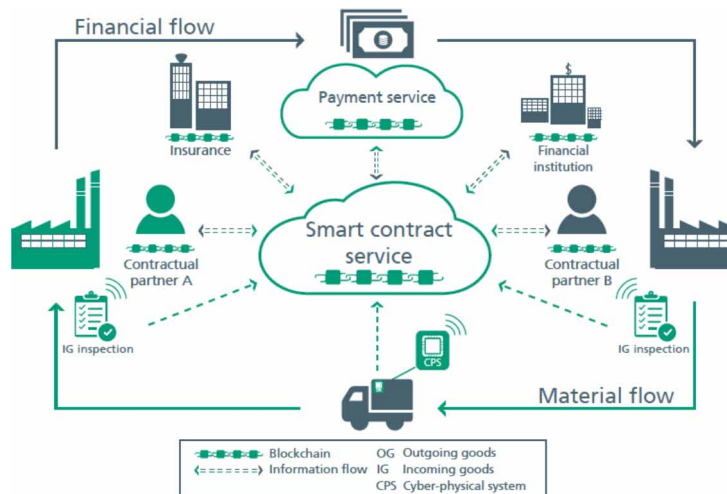 Financial flow
$
Payment service
Insurance
Financial
institution
Smart contract
service
Contractual
partner A
Contractual
partner B
IG inspection
IG inspection
CPS
Material flow
Blockchain
OG Outgoing goods
Information flow
IG Incoming goods
CPS Cyber-physical system